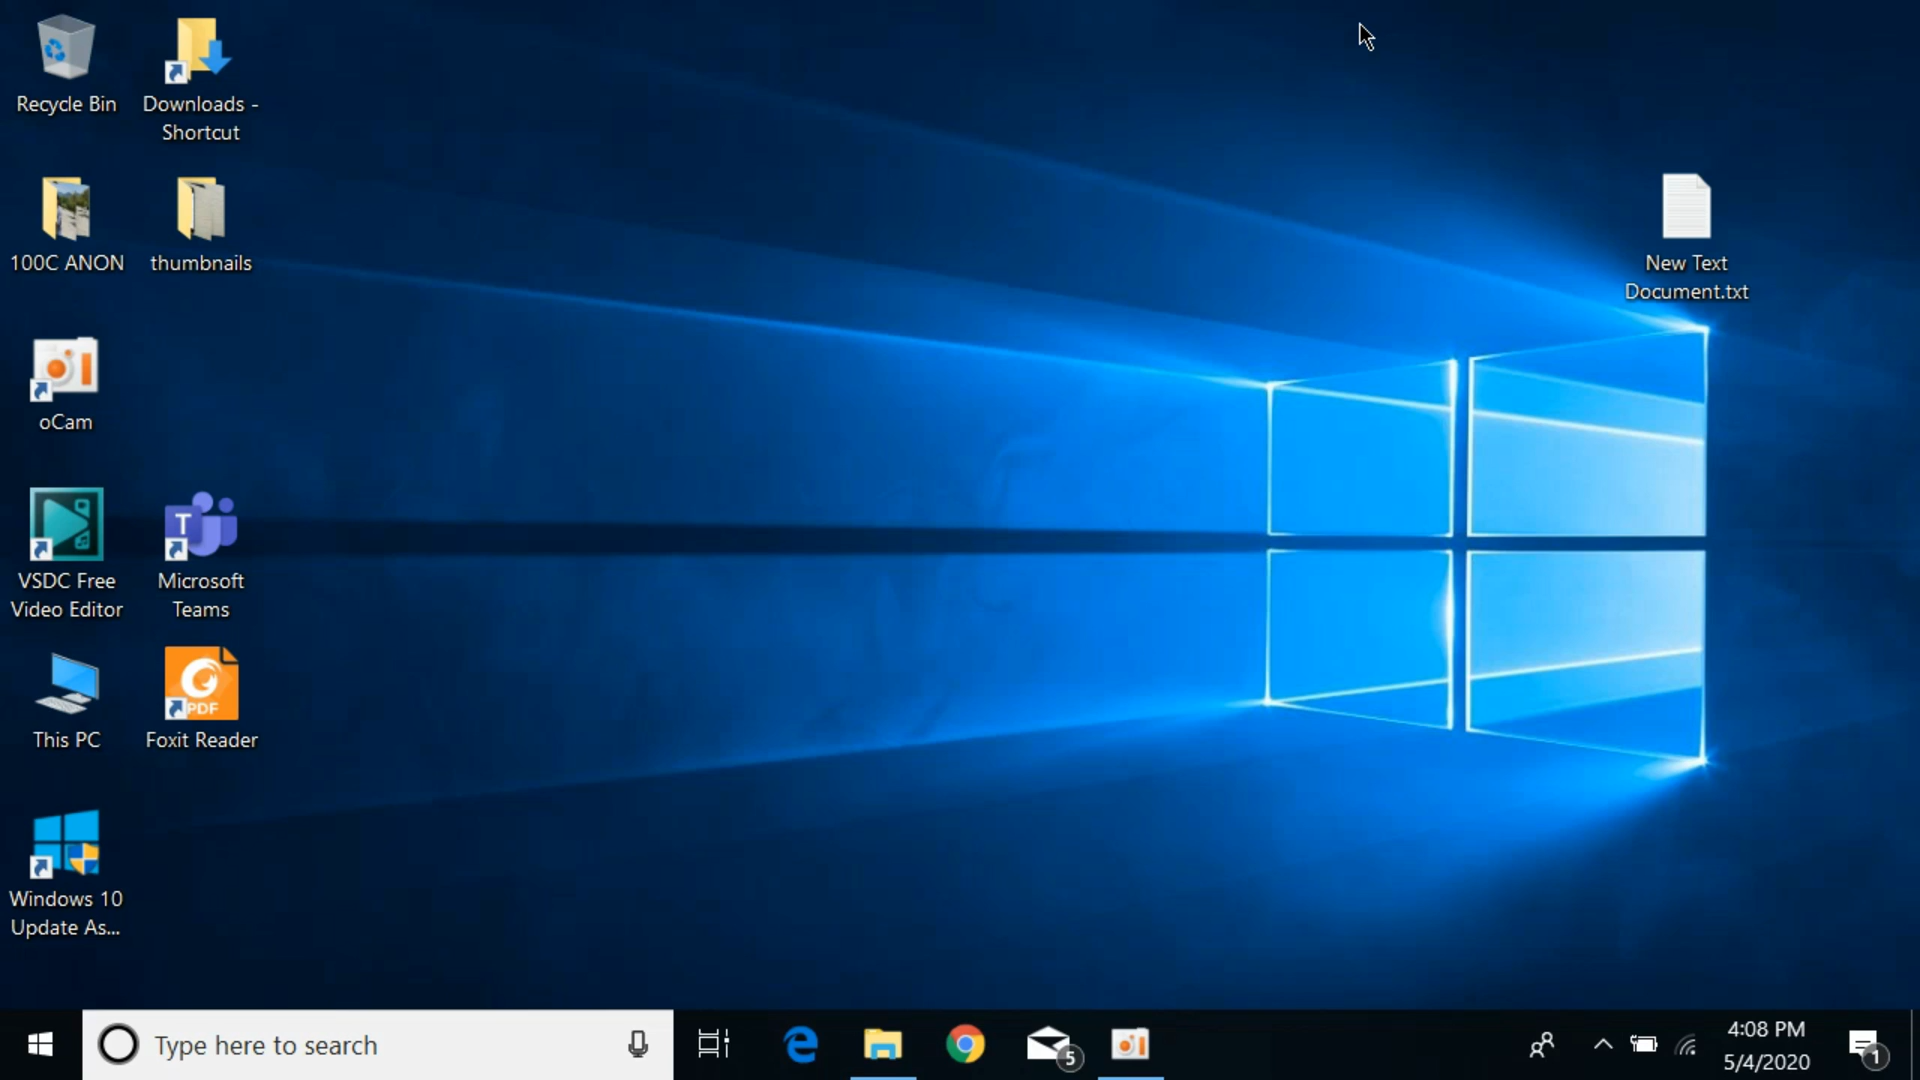 Recycle Bin
Downloads -
Shortcut
100C ANON
thumbnails
New Text
Document.txt
oCam
VSDC Free
Video Editor
T
Microsoft
Teams
PDF
This PC
Foxit Reader
Windows 10
Update As...
Type here to search
5
4:08 PM
5/4/2020
1